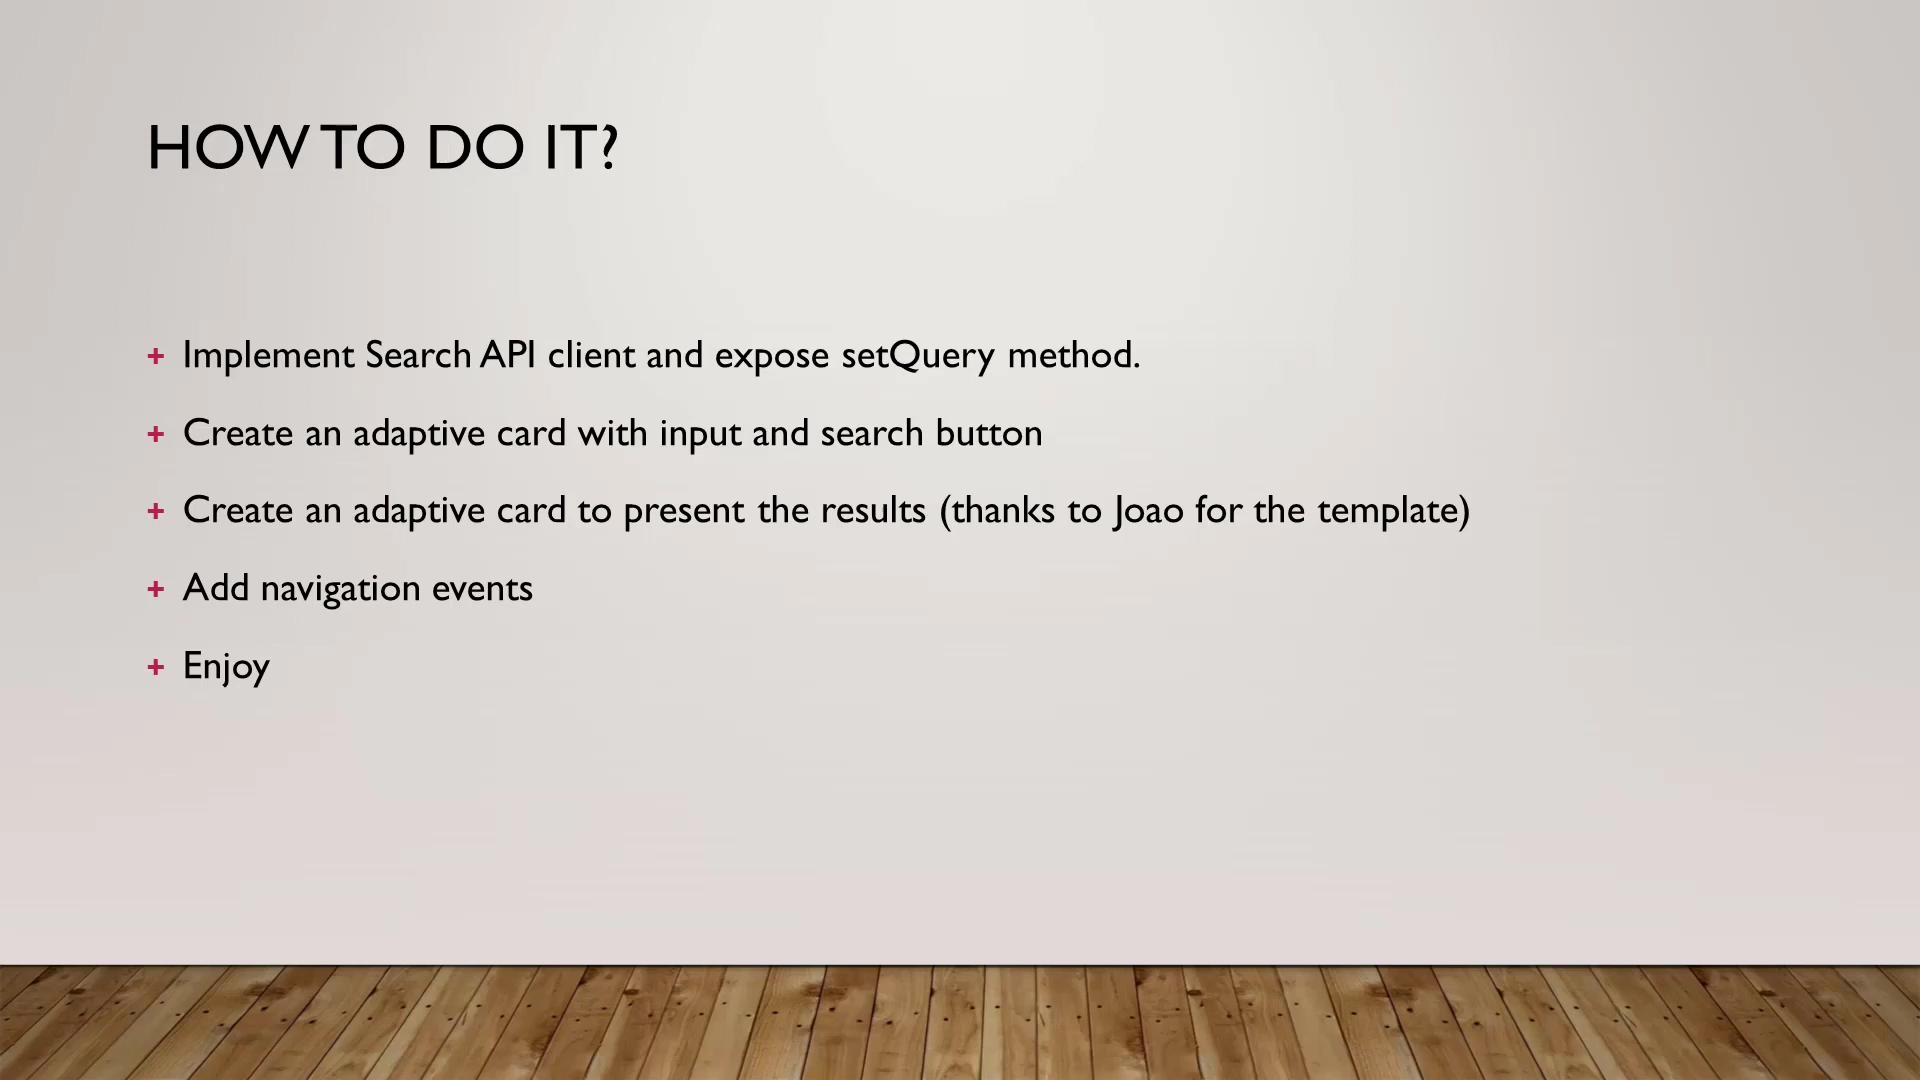 HOW TO DO IT?
+ Implement Search API client and expose setQuery method.
+ Create an adaptive card with input and search button
+ Create an adaptive card to present the results (thanks to Joao for the template)
+ Add navigation events
+ Enjoy